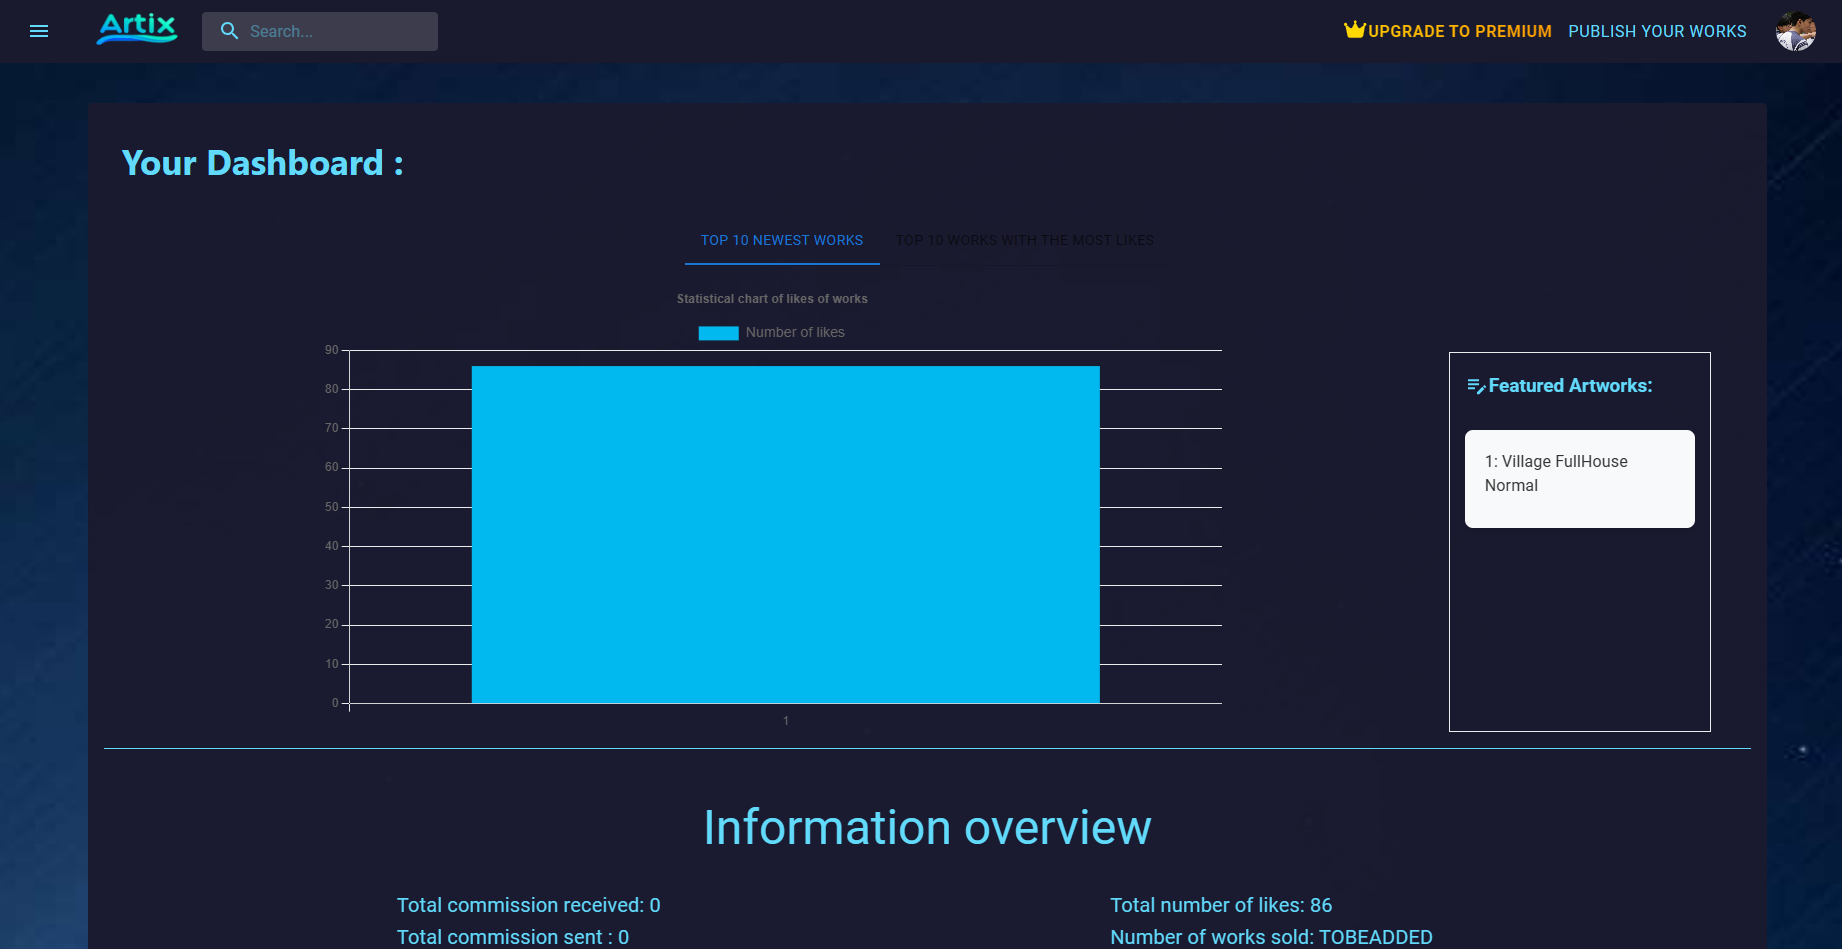 Artix
Search...
UPGRADE TO PREMIUM
PUBLISH YOUR WORKS
Your Dashboard :
TOP 10 NEWEST WORKS
TOP 10 WORKS WITH THE MOST LIKES
Statistical chart of likes of works
Number of likes
90
80
70
60
50
40
30
20
10
0
1
Featured Artworks:
1: Village FullHouse
Normal
Information overview
Total commission received: 0
Total number of likes: 86
Total commission sent : 0
Number of works sold: TOBEADDED